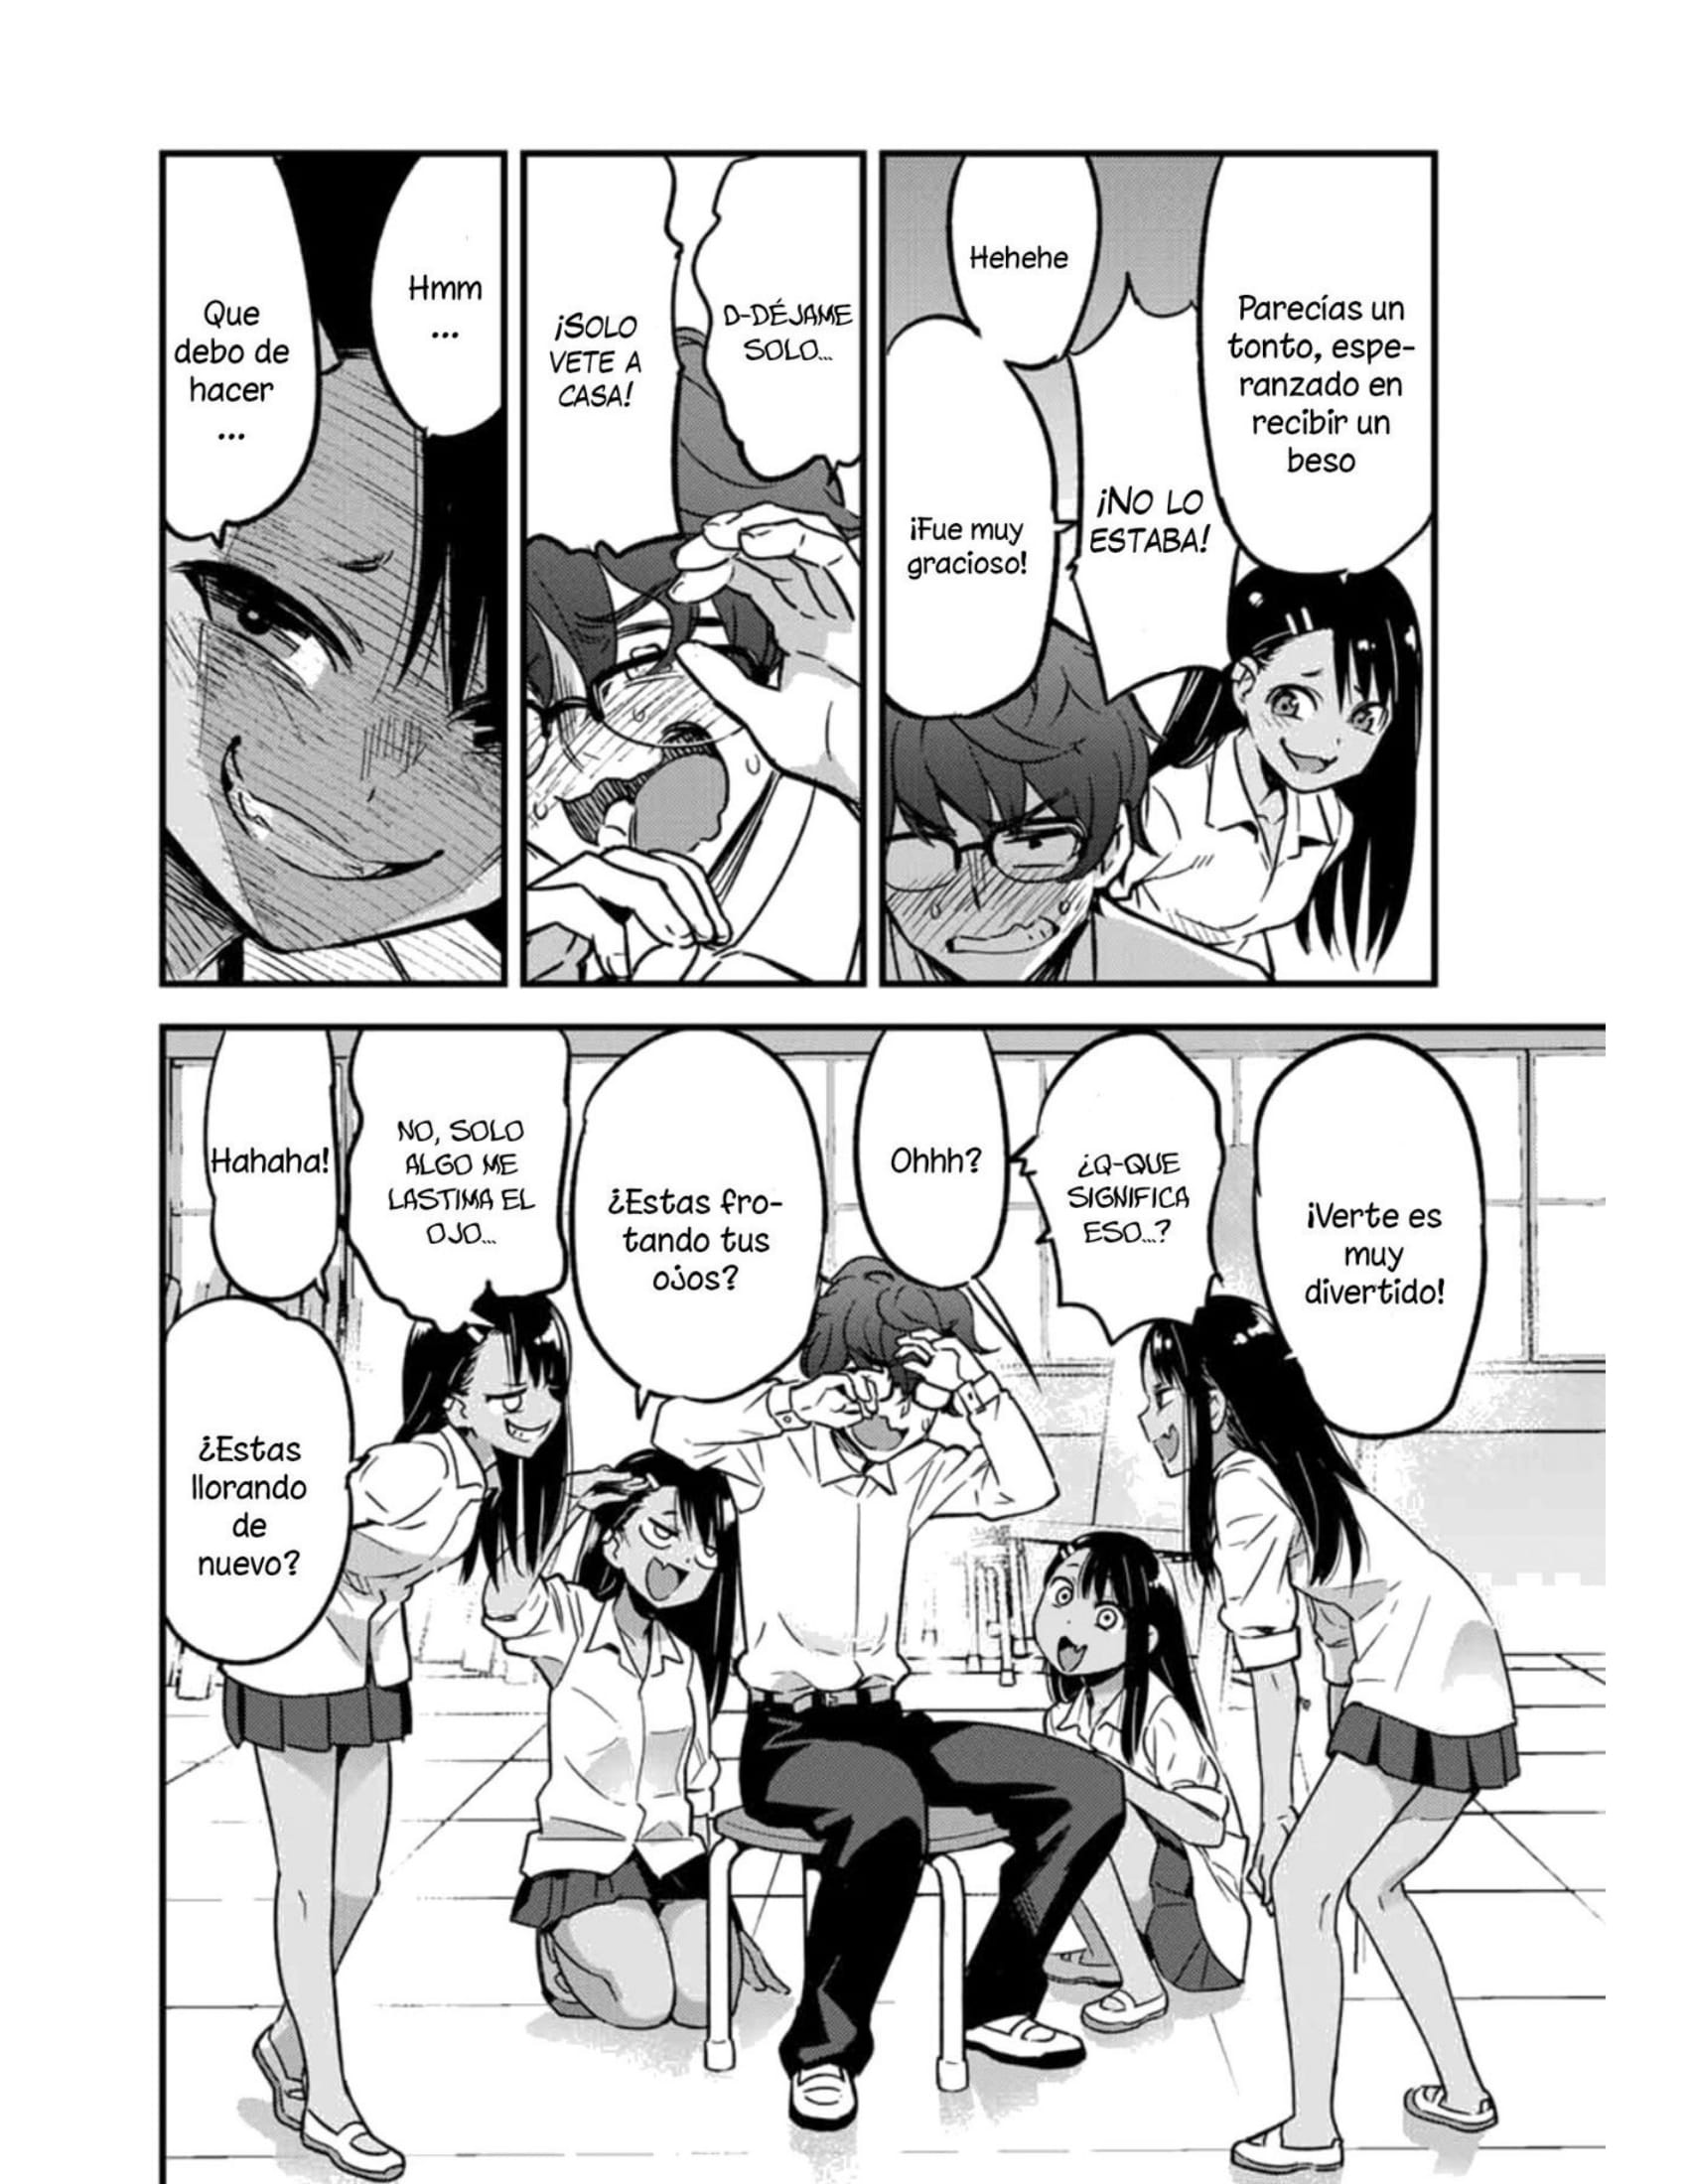 Parecías un
tonto, espe-
ranzado en
recibir un
beso
¡NO LO
ESTABA!
Hehehe
¡Fue muy
gracioso!
D-DÉJAME
SOLO...
¡SOLO
VETE A
CASA!
Hmm
...
Que
debo de
hacer
...
¡Verte es
muy
divertido!
¿Q-QUE
SIGNIFICA
ESO...?
Ohhh?
¿Estas fro-
tando tus
ojos?
NO, SOLO
ALGO ME
LASTIMA EL
OJO...
Hahaha!
¿Estas
llorando
de
nuevo?